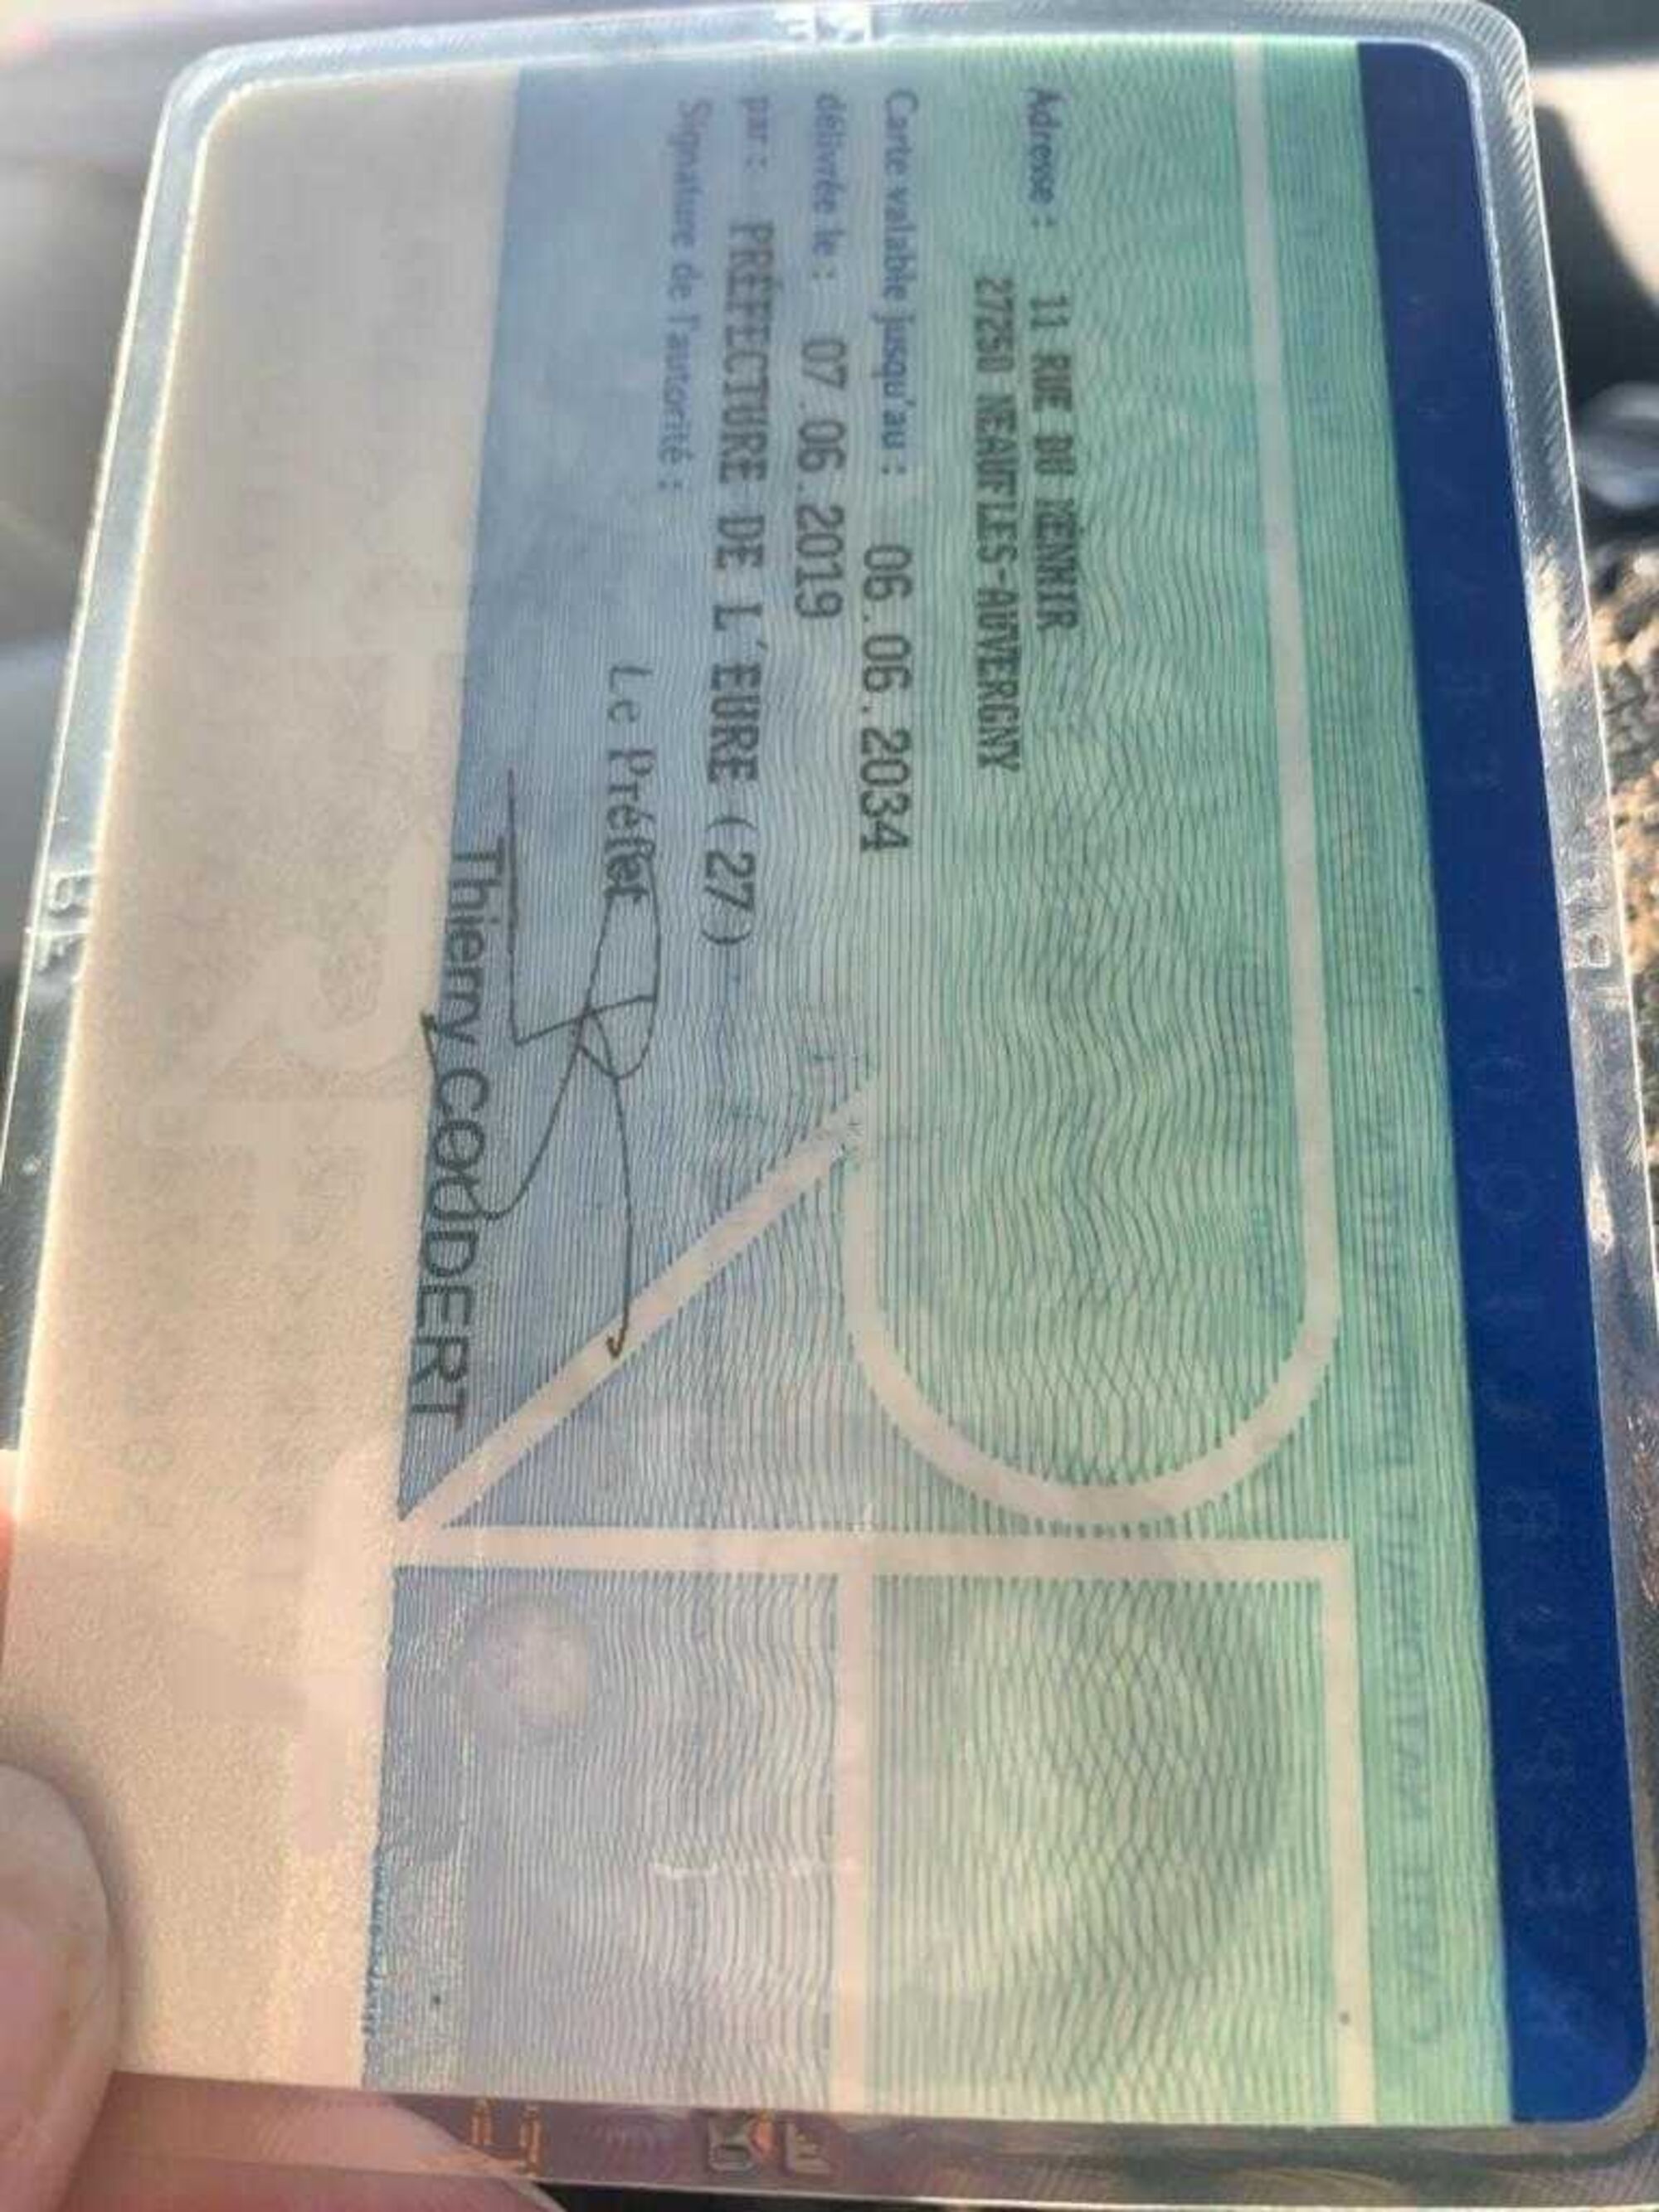 Adresse : 11 RUE DU MENHIR
27250 NEAUFLES-AUVERGNY
Carte valable jusqu'au : 06.06.2034
délivrée le : 07.06.2019
par : PRÉFECTURE DE L'EURE (27)
Signature de l'autorité :
Le Préfet
Thierry COUDERT